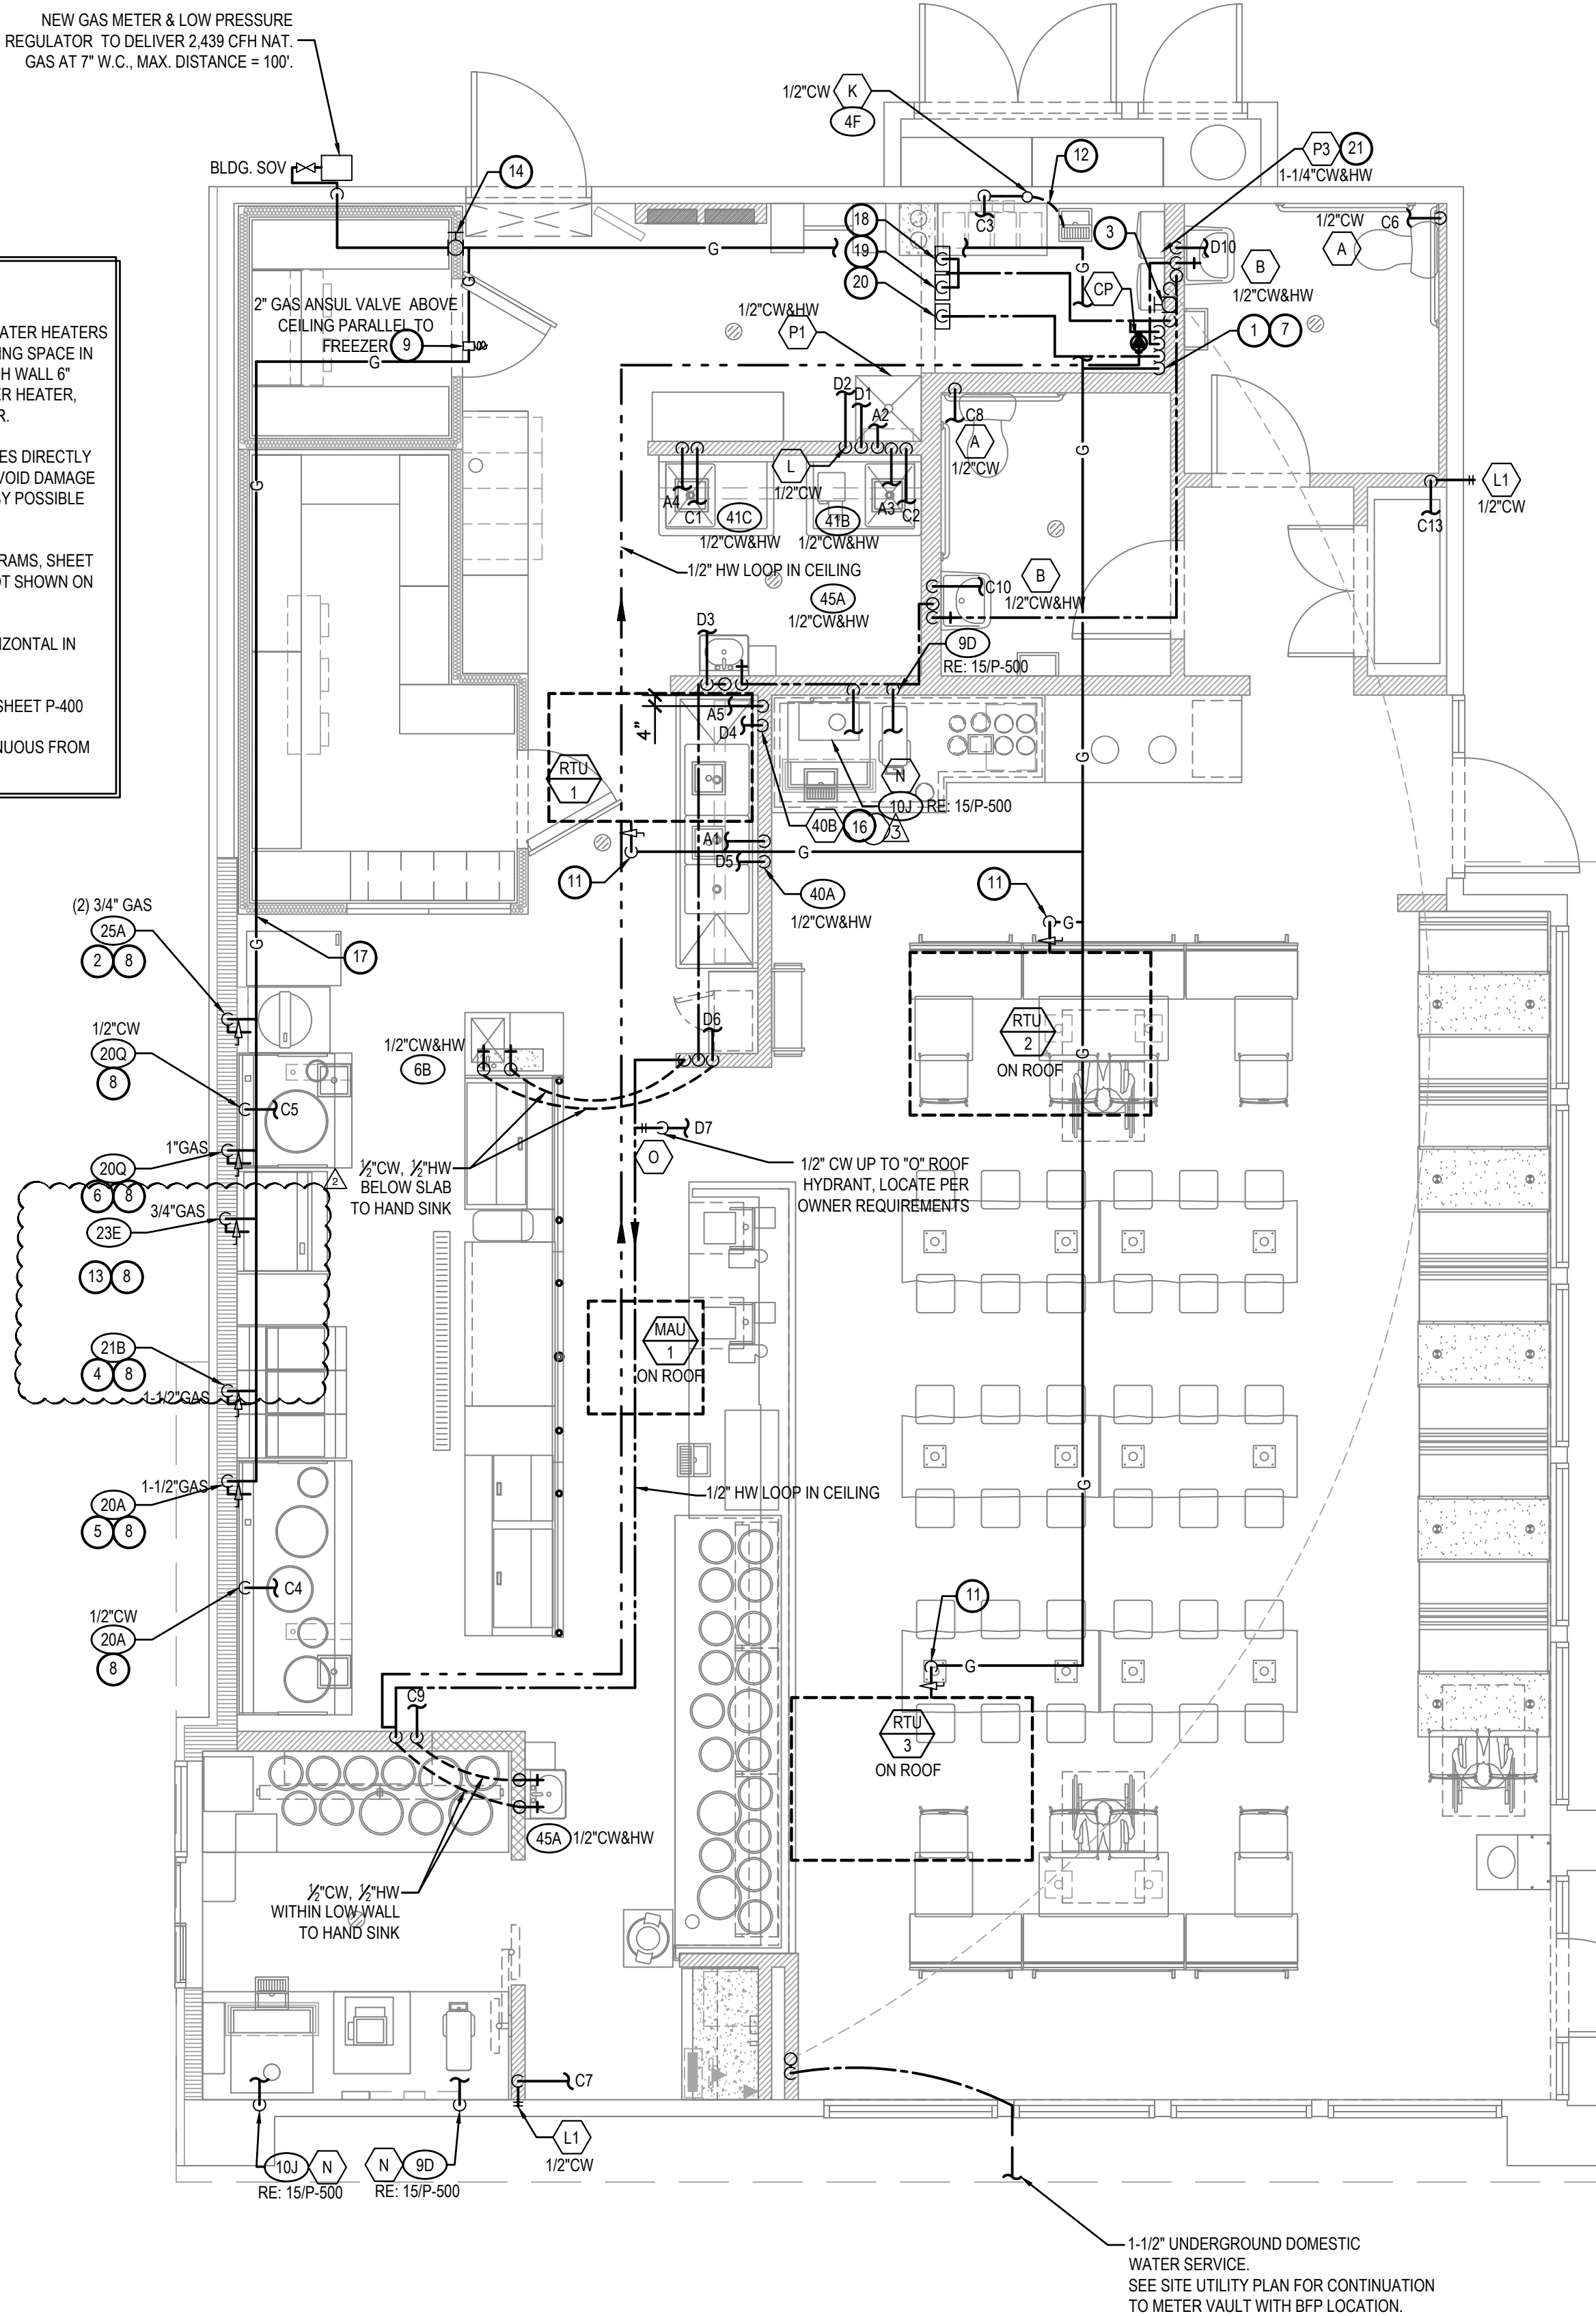 NEW GAS METER & LOW PRESSURE
REGULATOR TO DELIVER 2,439 CFH NAT.
GAS AT 7" W.C., MAX. DISTANCE = 100'.
BLDG. SOV
14
1/2"CW
K
4F
12
P3
21
1-1/4"CW&HW
C3
18
19
20
3
CP
D10
B
1/2"CW&HW
1/2"CW
C6
A
G
G
G
2" GAS ANSUL VALVE ABOVE
CEILING PARALLEL TO
FREEZER
9
G
1/2"CW&HW
P1
1
7
ATER HEATERS
NG SPACE IN
H WALL 6"
ER HEATER,
R.
ES DIRECTLY
VOID DAMAGE
BY POSSIBLE
RAMS, SHEET
OT SHOWN ON
IZONTAL IN
SHEET P-400
NUOUS FROM
D2
D1
A2
C8
A
1/2"CW
L
1/2"CW
G
G
A4
C1
41C
1/2"CW&HW
41B
1/2"CW&HW
A3
C2
L1
1/2"CW
C13
1/2" HW LOOP IN CEILING
45A
1/2"CW&HW
C10
B
1/2"CW&HW
D3
9D
RE: 15/P-500
4"
A5
D4
RTU
1
N
10J
RE: 15/P-500
G
40B
16
3
A1
D5
G
11
40A
1/2"CW&HW
11
G
(2) 3/4" GAS
25A
2
8
G
17
1/2"CW
20Q
8
C5
1/2"CW&HW
6B
D6
RTU
2
ON ROOF
G
D7
O
1/2" CW UP TO "O" ROOF
HYDRANT, LOCATE PER
OWNER REQUIREMENTS
1"GAS
20Q
6
8
2
½"CW, ½"HW
BELOW SLAB
TO HAND SINK
3/4"GAS
23E
13
8
21B
4
8
1-1/2"GAS
MAU
1
ON ROOF
1-1/2"GAS
20A
5
8
1/2" HW LOOP IN CEILING
G
C4
1/2"CW
20A
8
11
G
C9
RTU
3
ON ROOF
45A
1/2"CW&HW
½"CW, ½"HW
WITHIN LOW WALL
TO HAND SINK
C7
L1
1/2"CW
10J
N
RE: 15/P-500
N
9D
RE: 15/P-500
1-1/2" UNDERGROUND DOMESTIC
WATER SERVICE.
SEE SITE UTILITY PLAN FOR CONTINUATION
TO METER VAULT WITH BFP LOCATION.